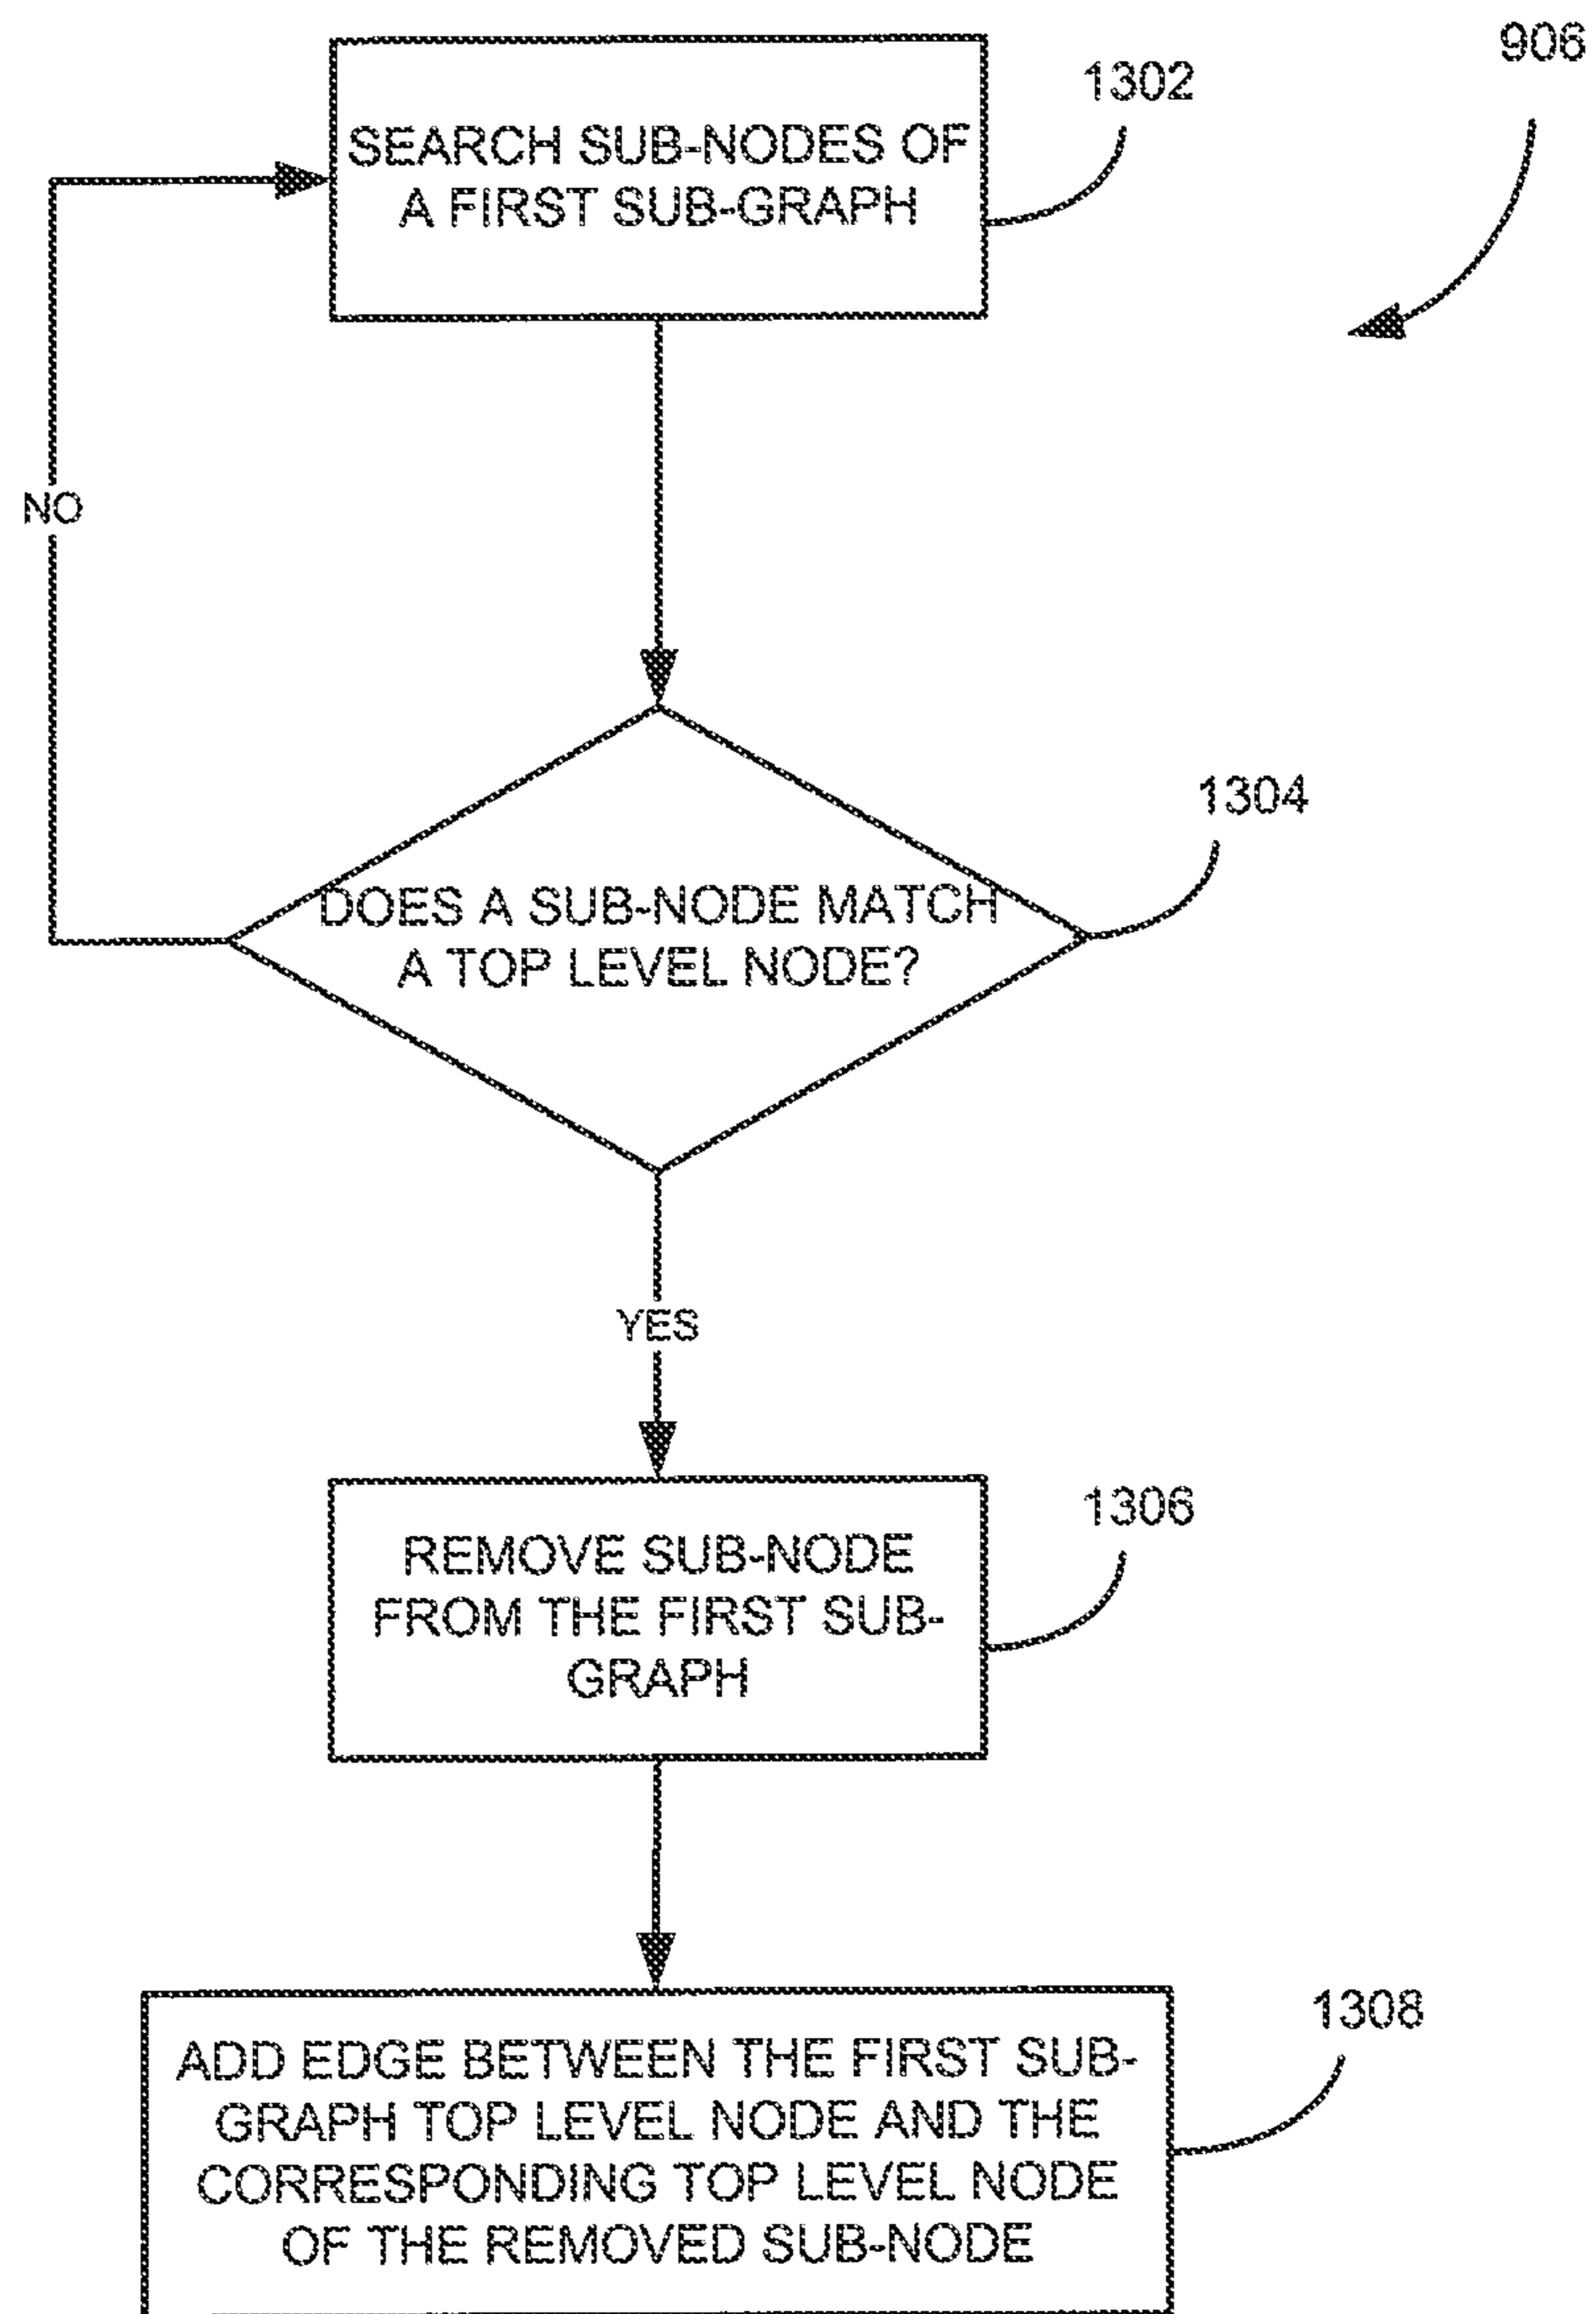 906
1302
SEARCH SUB-NODES OF
A FIRST SUB-GRAPH
NO
1304
DOES A SUB-NODE MATCH
A TOP LEVEL NODE?
YES
1306
REMOVE SUB-NODE
FROM THE FIRST SUB-
GRAPH
1308
ADD EDGE BETWEEN THE FIRST SUB-
GRAPH TOP LEVEL NODE AND THE
CORRESPONDING TOP LEVEL NODE
OF THE REMOVED SUB-NODE